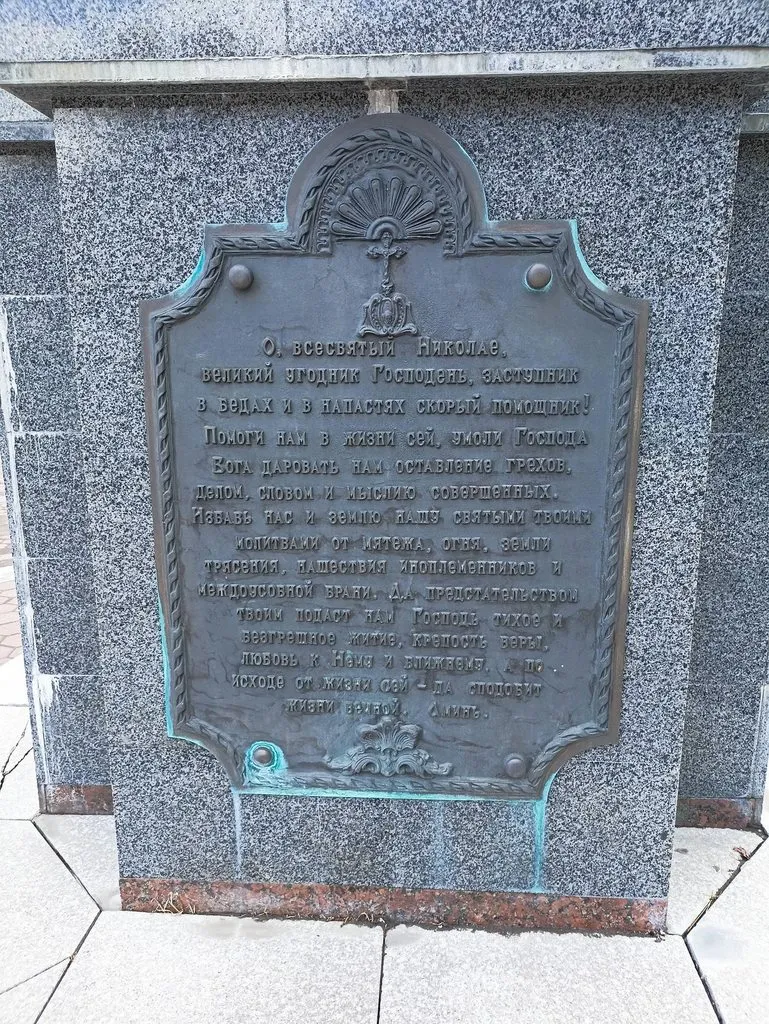 О, всесвятый Николае,
великий угодник Господень, заступник
в бедах и в напастях скорый помощник!
Помоги нам в жизни сей, умоли Господа
Бога даровать нам оставление грехов,
делом, словом и мыслию совершенных.
Избавь нас и землю нашу святыми твоими
молитвами от мятежа, огня, земли
трясения, нашествия иноплеменников и
междоусобной брани. Да предстательством
твоим подаст нам Господь тихое и
безгрешное житие, крепость веры,
любовь к Нему и ближнему, а по
исходе от жизни сей - да сподобит
жизни вечной. Аминь.